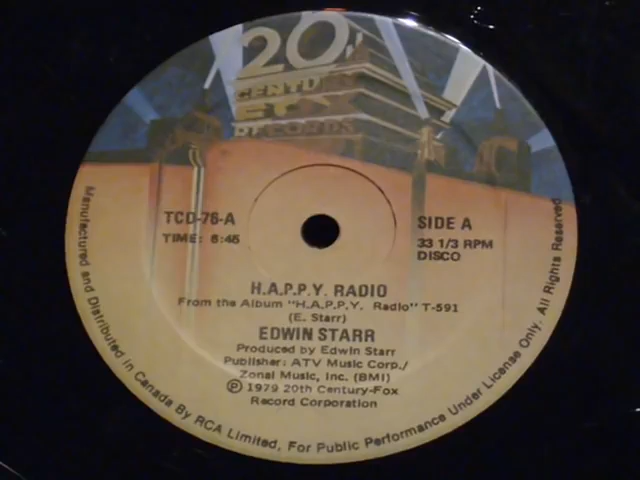 20th
CENTURY
FOX
RECORDS
TCD-76-A
TIME: 6:45
SIDE A
33 1/3 RPM
DISCO
H.A.P.P.Y. RADIO
From the Album "H.A.P.P.Y. Radio" T-591
(E. Starr)
EDWIN STARR
Produced by Edwin Starr
Publisher: ATV Music Corp./
Zonal Music, Inc. (BMI)
Ⓟ 1979 20th Century-Fox
Record Corporation
Manufactured and Distributed in Canada By RCA Limited, For Public Performance Under License Only. All Rights Reserved